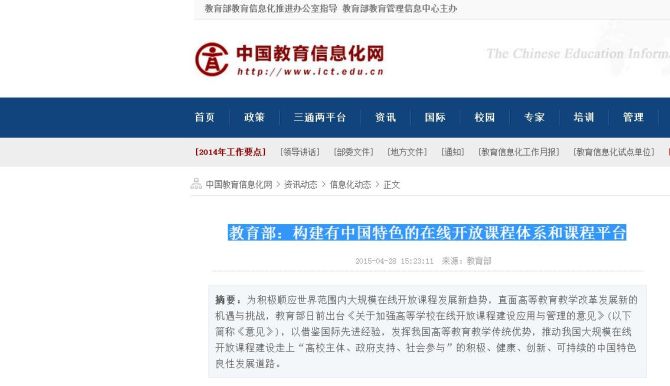 教育部教育信息化推进办公室指导 教育部教育管理信息中心主办
中国教育信息化网
http://www.ict.edu.cn
The Chinese Education Inform
首页 政策 三通两平台 资讯 国际 校园 专家 培训 管理
[2014年工作要点] [领导讲话] [部委文件] [地方文件] [通知] [教育信息化工作月报] [教育信息化试点单位]
中国教育信息化网 > 资讯动态 > 信息化动态 > 正文
教育部：构建有中国特色的在线开放课程体系和课程平台
2015-04-28 15:23:11 来源：教育部
摘要：为积极顺应世界范围内大规模在线开放课程发展新趋势，直面高等教育教学改革发展新的
机遇与挑战，教育部日前出台《关于加强高等学校在线开放课程建设应用与管理的意见》(以下
简称《意见》)，以借鉴国际先进经验，发挥我国高等教育教学传统优势，推动我国大规模在线
开放课程建设走上“高校主体、政府支持、社会参与”的积极、健康、创新、可持续的中国特色
良性发展道路。